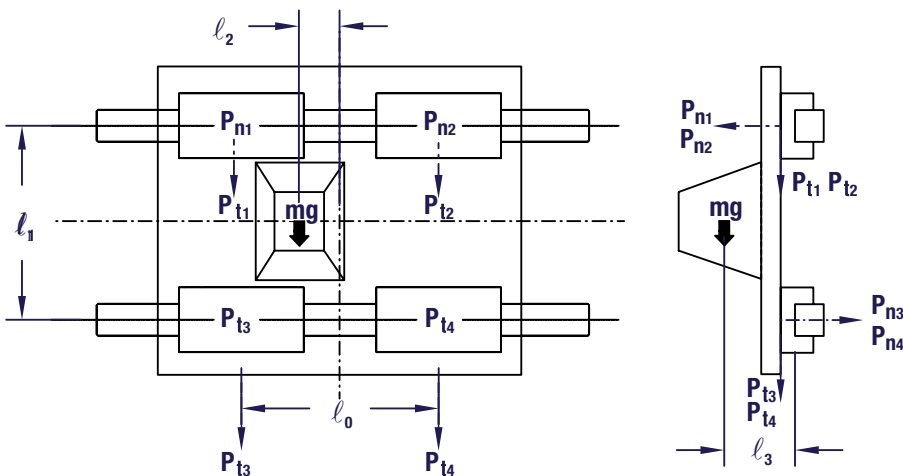 ℓ₂
Pn1 Pn2
Pt1 Pt2
mg
ℓ1
Pt3 Pt4
ℓ₀
Pt3 Pt4
Pn1
Pn2
Pt1 Pt2
mg
Pn3
Pn4
Pt3
Pt4
ℓ₃